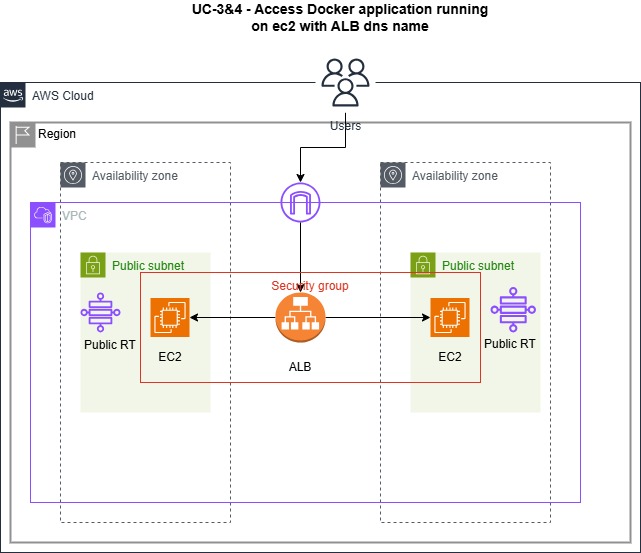 UC-3&4 - Access Docker application running
on ec2 with ALB dns name
aws
AWS Cloud
Users
Region
Availability zone
Availability zone
VPC
Public subnet
Public subnet
Security group
Public RT
EC2
ALB
EC2
Public RT